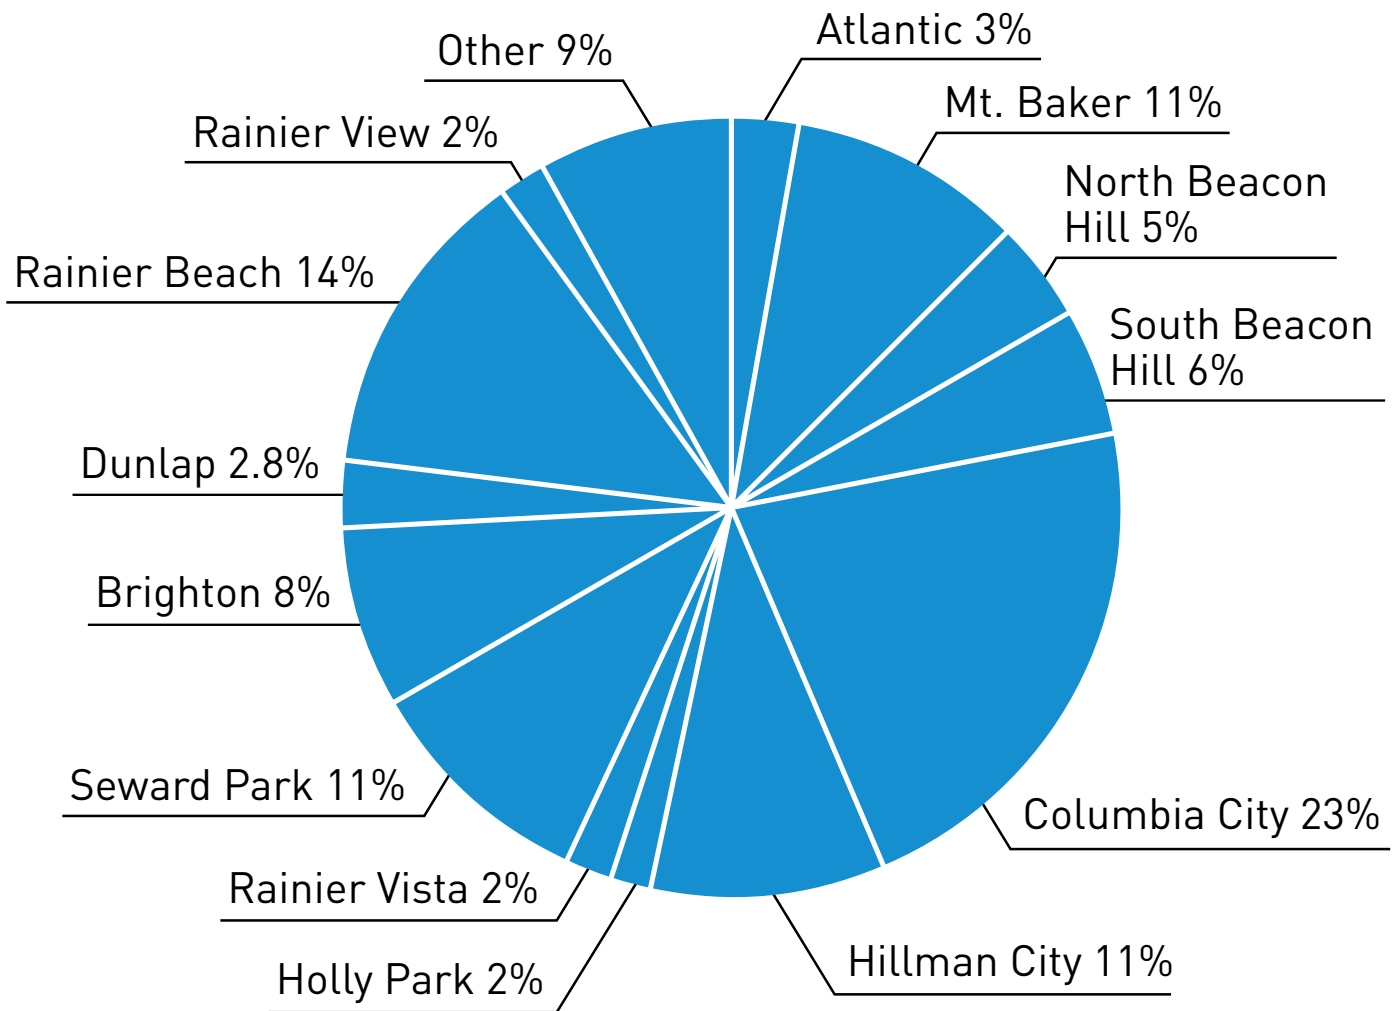 Atlantic 3%
Mt. Baker 11%
North Beacon
Hill 5%
South Beacon
Hill 6%
Columbia City 23%
Hillman City 11%
Holly Park 2%
Rainier Vista 2%
Seward Park 11%
Brighton 8%
Dunlap 2.8%
Rainier Beach 14%
Rainier View 2%
Other 9%